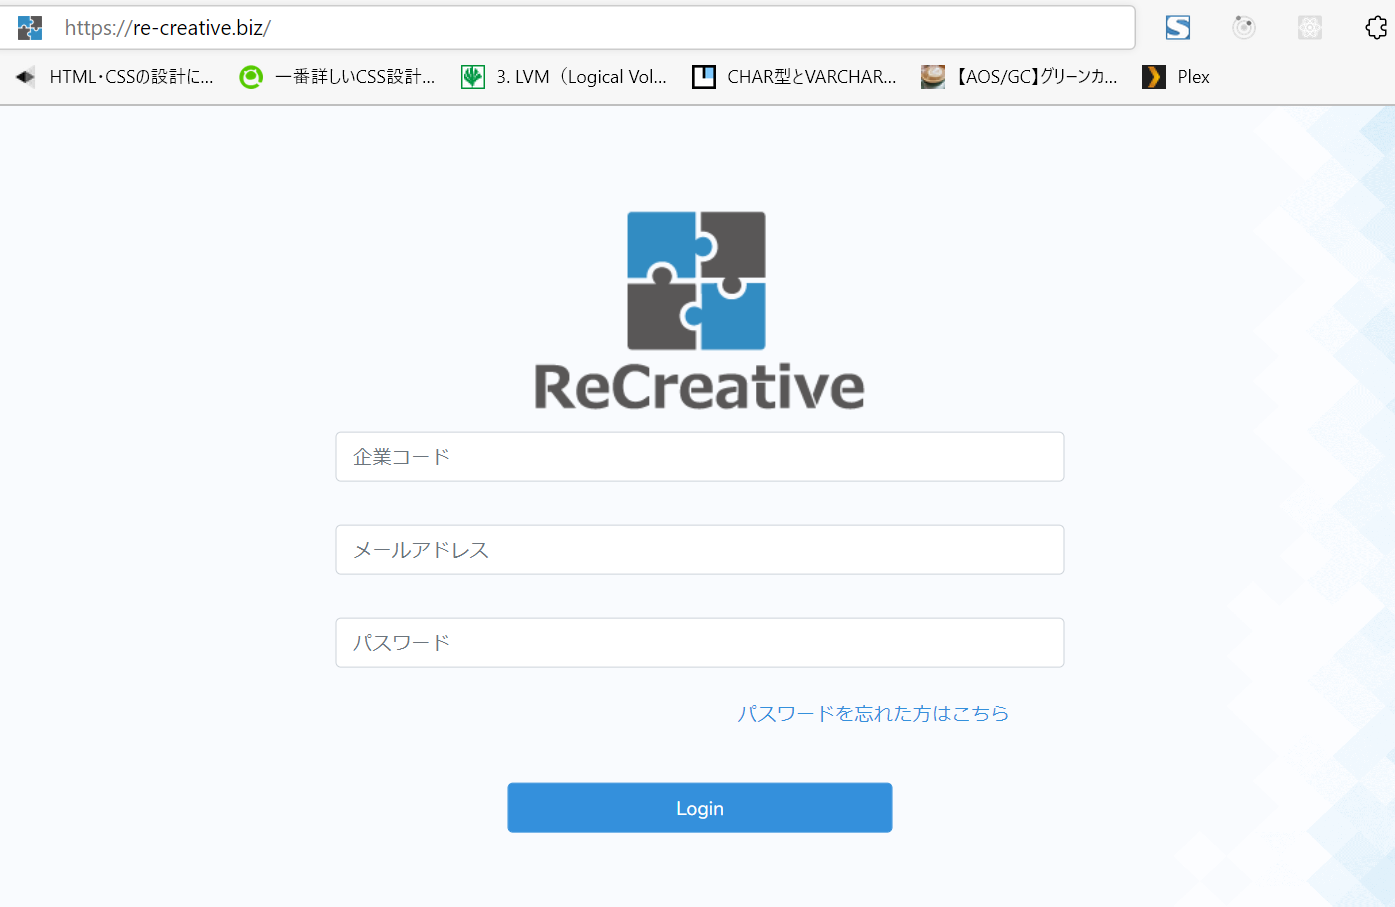 https://re-creative.biz/
HTML・CSSの設計に... 一番詳しいCSS設計... 3. LVM（Logical Vol... CHAR型とVARCHAR... 【AOS/GC】グリーンカ... Plex
ReCreative
企業コード
メールアドレス
パスワード
パスワードを忘れた方はこちら
Login